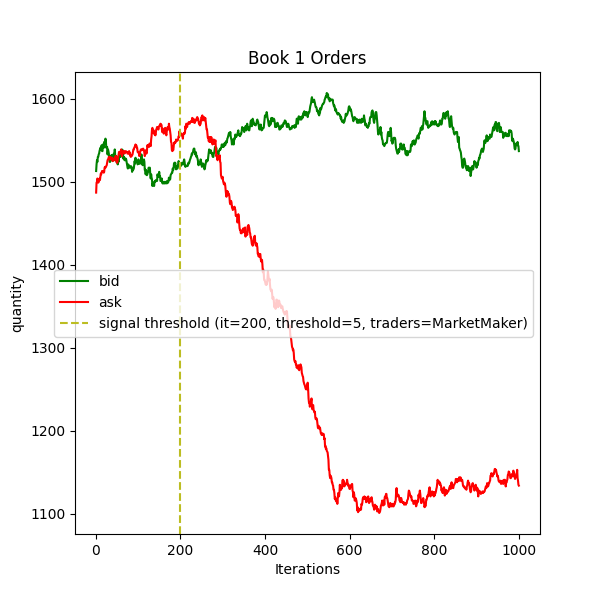 Book 1 Orders
1600
1500
1400
1300
1200
1100
quantity
bid
ask
signal threshold (it=200, threshold=5, traders=MarketMaker)
0 200 400 600 800 1000
Iterations